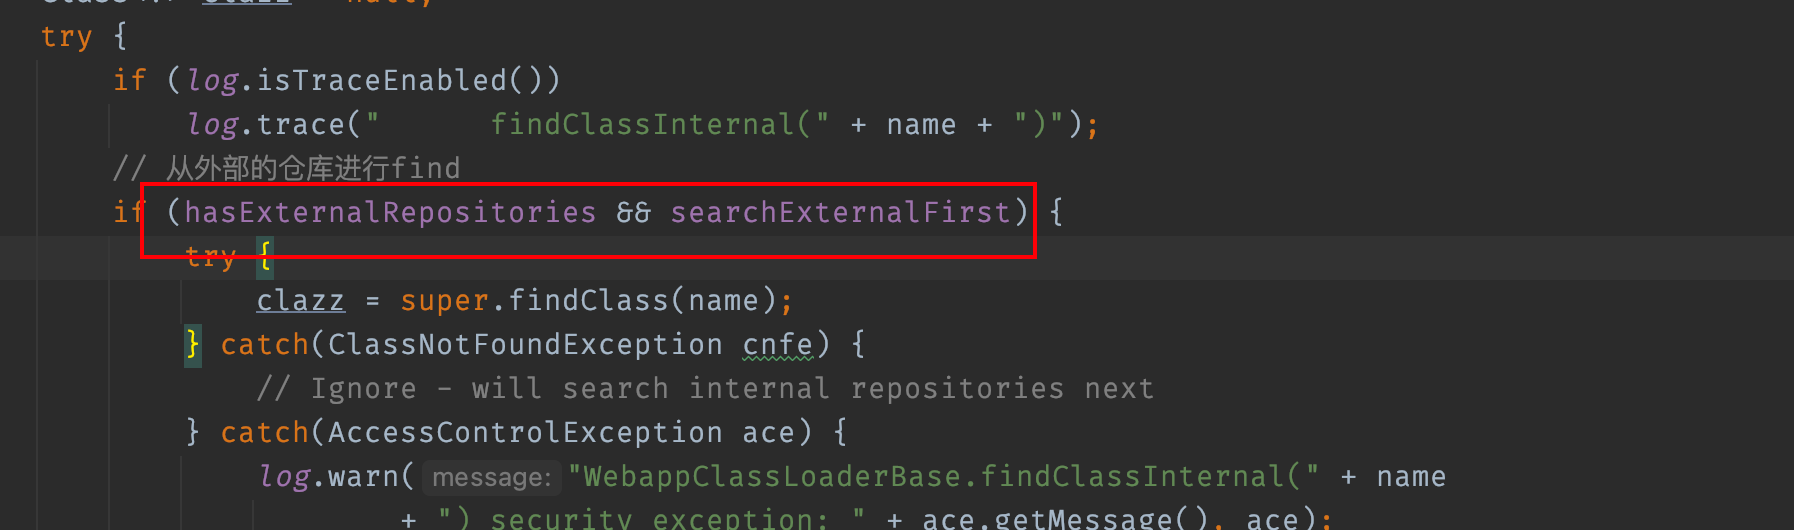 try {
if (log.isTraceEnabled())
log.trace("      findClassInternal(" + name + ")");
// 从外部的仓库进行find
if (hasExternalRepositories && searchExternalFirst) {
try {
clazz = super.findClass(name);
} catch(ClassNotFoundException cnfe) {
// Ignore - will search internal repositories next
} catch(AccessControlException ace) {
log.warn( message: "WebappClassLoaderBase.findClassInternal(" + name
+ ") security exception: " + ace.getMessage(), ace);